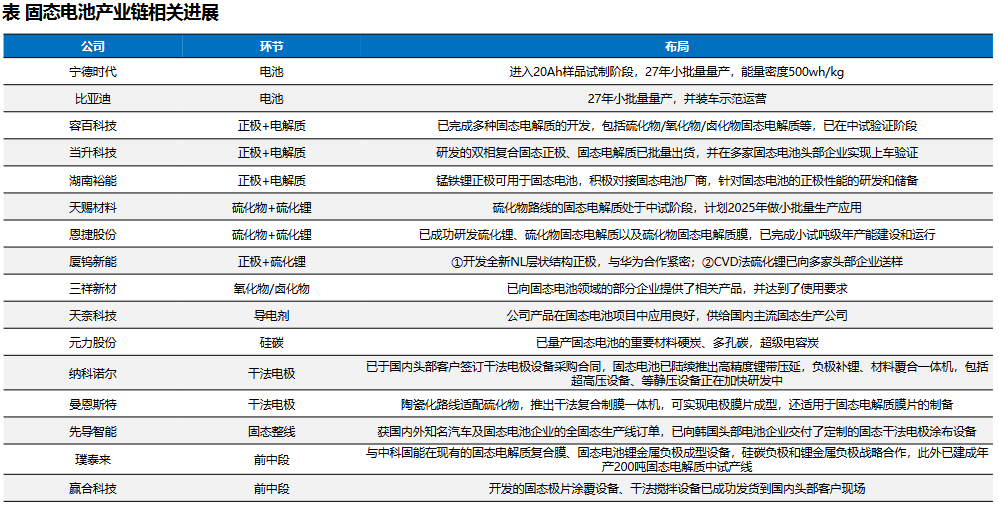 表 固态电池产业链相关进展
公司 环节 布局
宁德时代 电池 进入20Ah样品试制阶段，27年小批量量产，能量密度500wh/kg
比亚迪 电池 27年小批量量产，并装车示范运营
容百科技 正极+电解质 已完成多种固态电解质的开发，包括硫化物/氧化物/卤化物固态电解质等，已在中试验证阶段
当升科技 正极+电解质 研发的双相复合固态正极、固态电解质已批量出货，并在多家固态电池头部企业实现上车验证
湖南裕能 正极+电解质 锰铁锂正极可用于固态电池，积极对接固态电池厂商，针对固态电池的正极性能的研发和储备
天赐材料 硫化物+硫化锂 硫化物路线的固态电解质处于中试阶段，计划2025年做小批量生产应用
恩捷股份 硫化物+硫化锂 已成功研发硫化锂、硫化物固态电解质以及硫化物固态电解质膜，已完成小试吨级年产能建设和运行
厦钨新能 正极+硫化锂 ①开发全新NL层状结构正极，与华为合作紧密；②CVD法硫化锂已向多家头部企业送样
三祥新材 氧化物/卤化物 已向固态电池领域的部分企业提供了相关产品，并达到了使用要求
天奈科技 导电剂 公司产品在固态电池项目中应用良好，供给国内主流固态生产公司
元力股份 硅碳 已量产固态电池的重要材料硬炭、多孔碳，超级电容炭
纳科诺尔 干法电极 已于国内头部客户签订干法电极设备采购合同，固态电池已陆续推出高精度锂带压延，负极补锂、材料覆合一体机，包括
超高压设备、等静压设备正在加快研发中
曼恩斯特 干法电极 陶瓷化路线适配硫化物，推出干法复合制膜一体机，可实现电极膜片成型，还适用于固态电解质膜片的制备
先导智能 固态整线 获国内外知名汽车及固态电池企业的全固态生产线订单，已向韩国头部电池企业交付了定制的固态干法电极涂布设备
璞泰来 前中段 与中科固能在现有的固态电解质复合膜、固态电池锂金属负极成型设备，硅碳负极和锂金属负极战略合作，此外已建成年
产200吨固态电解质中试产线
赢合科技 前中段 开发的固态极片涂覆设备、干法搅拌设备已成功发货到国内头部客户现场